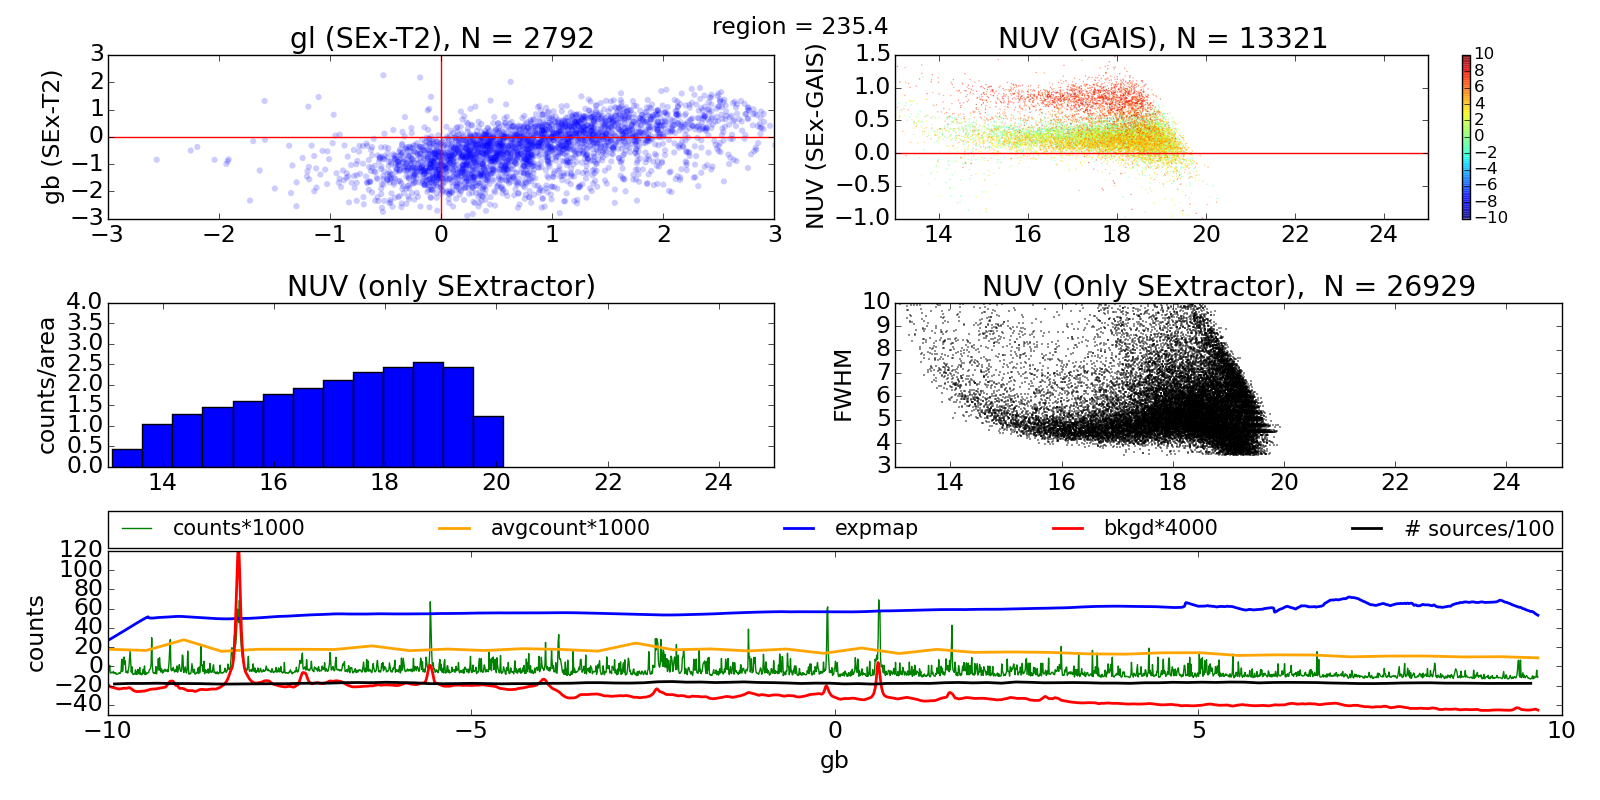 region = 235.4
gl (SEx-T2), N = 2792
gb (SEx-T2)
3
2
1
0
−1
−2
−3
−3 −2 −1 0 1 2 3
NUV (GAIS), N = 13321
NUV (SEx-GAIS)
1.5
1.0
0.5
0.0
−0.5
−1.0
14 16 18 20 22 24
10
8
6
4
2
0
−2
−4
−6
−8
−10
NUV (only SExtractor)
counts/area
4.0
3.5
3.0
2.5
2.0
1.5
1.0
0.5
0.0
14 16 18 20 22 24
NUV (Only SExtractor),  N = 26929
FWHM
10
9
8
7
6
5
4
3
14 16 18 20 22 24
counts*1000 avgcount*1000 expmap bkgd*4000 # sources/100
counts
120
100
80
60
40
20
0
−20
−40
−10 −5 0 5 10
gb